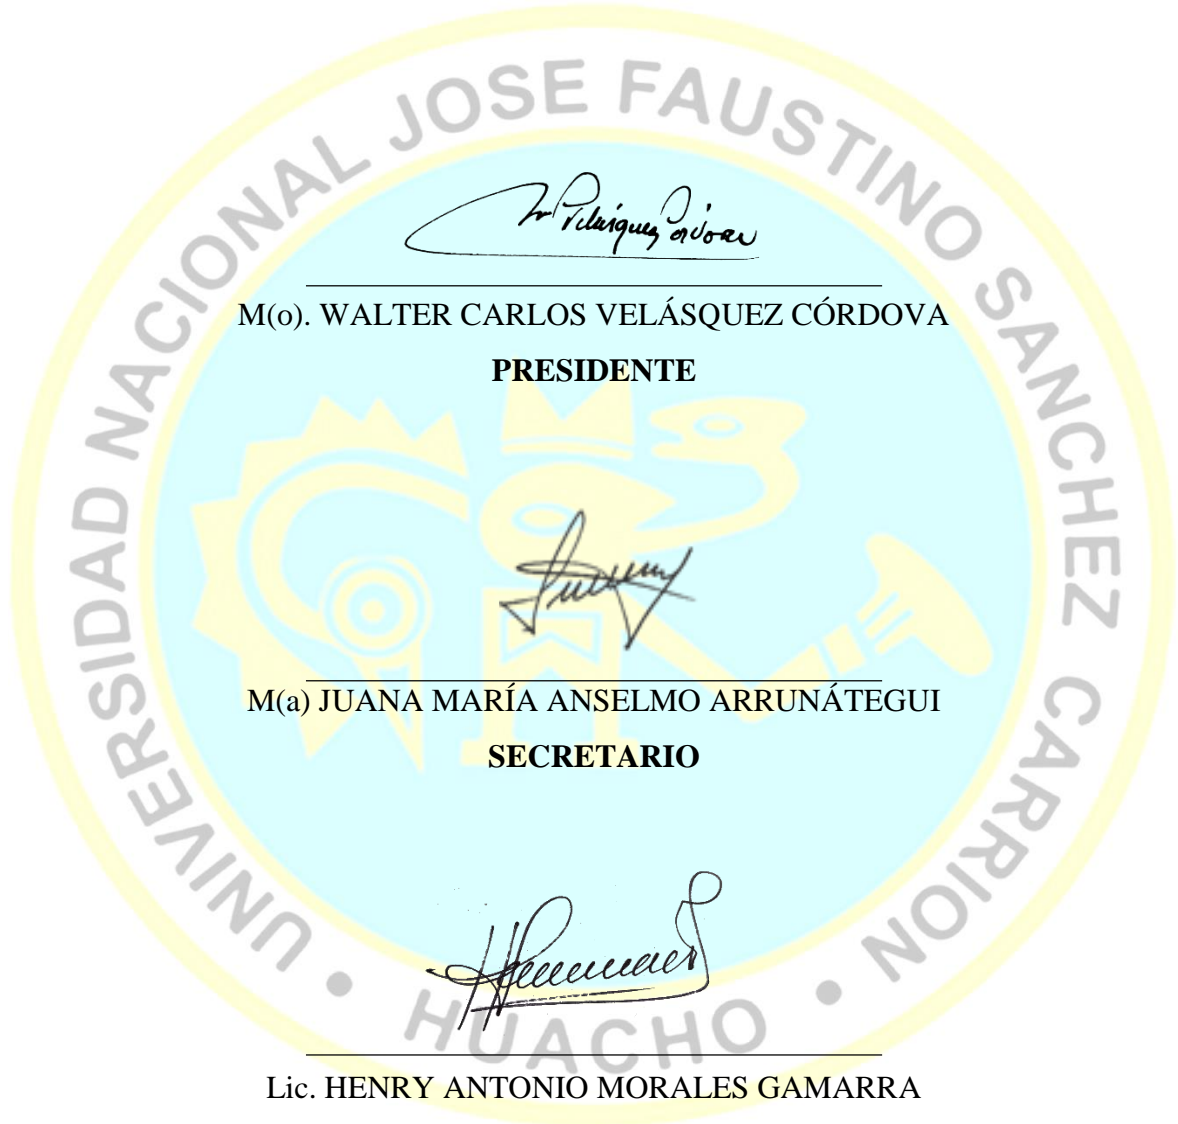 UNIVERSIDAD NACIONAL JOSE FAUSTINO SANCHEZ CARRION • HUACHO •
M(o). WALTER CARLOS VELÁSQUEZ CÓRDOVA
PRESIDENTE
M(a) JUANA MARÍA ANSELMO ARRUNÁTEGUI
SECRETARIO
Lic. HENRY ANTONIO MORALES GAMARRA